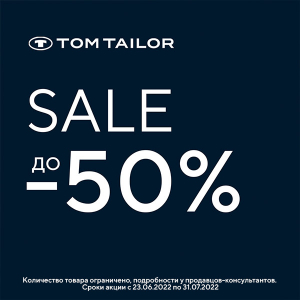 TOM TAILOR
SALE
до
-50%
Количество товара ограничено, подробности у продавцов-консультантов.
Сроки акции с 23.06.2022 по 31.07.2022